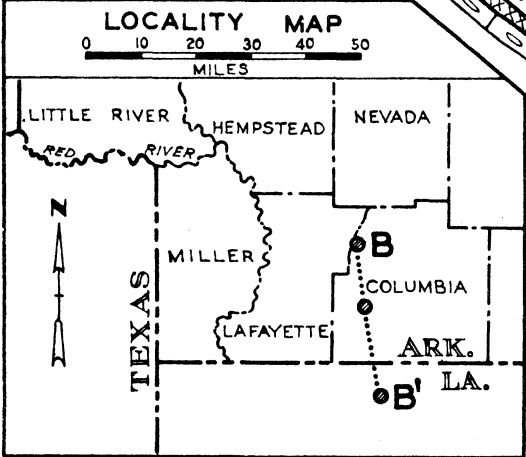 LOCALITY MAP
0 10 20 30 40 50
MILES
LITTLE RIVER
HEMPSTEAD
NEVADA
RED RIVER
N
B
MILLER
COLUMBIA
TEXAS
LAFAYETTE
ARK.
LA.
B'